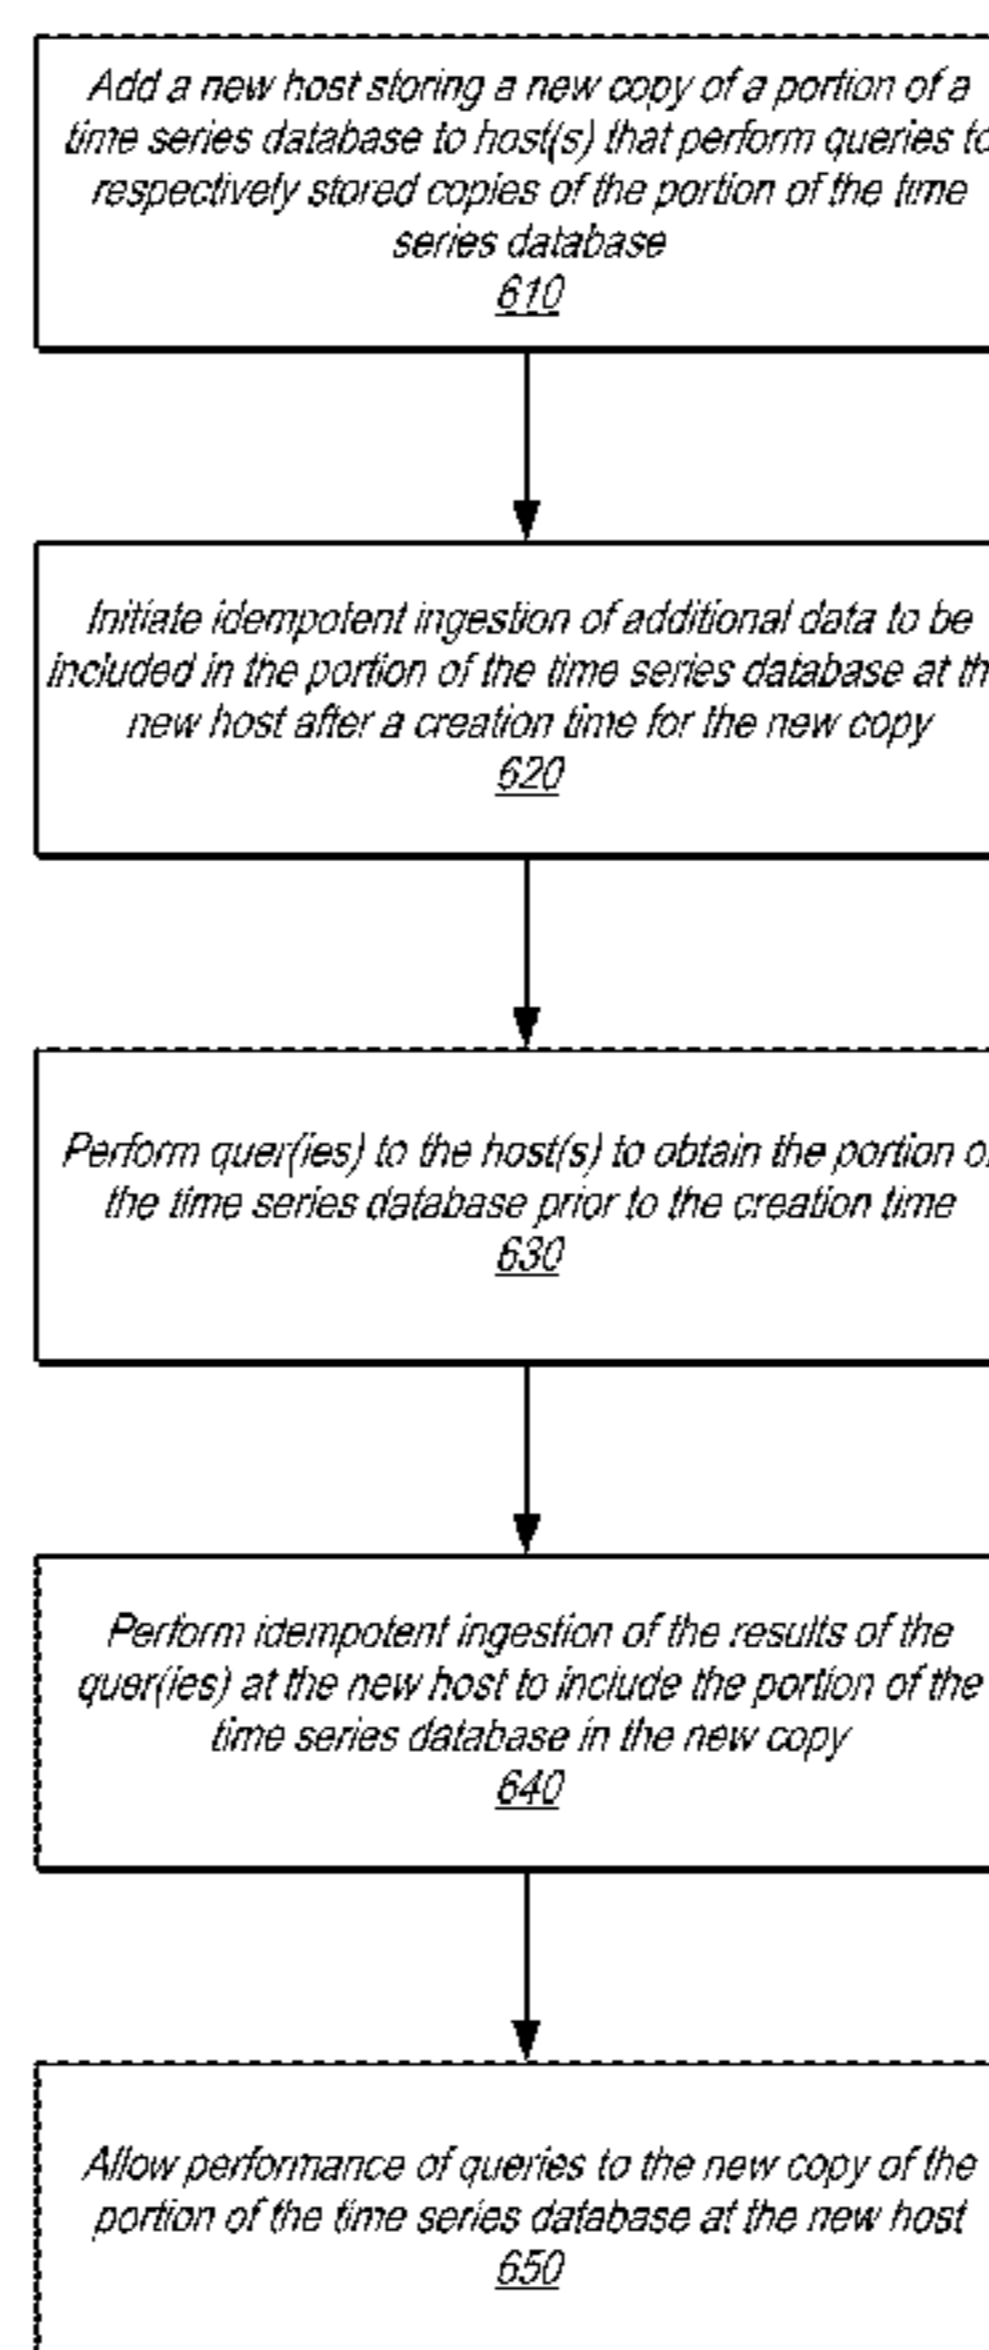 Add a new host storing a new copy of a portion of a
time series database to host(s) that perform queries to
respectively stored copies of the portion of the time
series database
610
Initiate idempotent ingestion of additional data to be
included in the portion of the time series database at th
new host after a creation time for the new copy
620
Perform quer(ies) to the host(s) to obtain the portion of
the time series database prior to the creation time
630
Perform idempotent ingestion of the results of the
quer(ies) at the new host to include the portion of the
time series database in the new copy
640
Allow performance of queries to the new copy of the
portion of the time series database at the new host
650